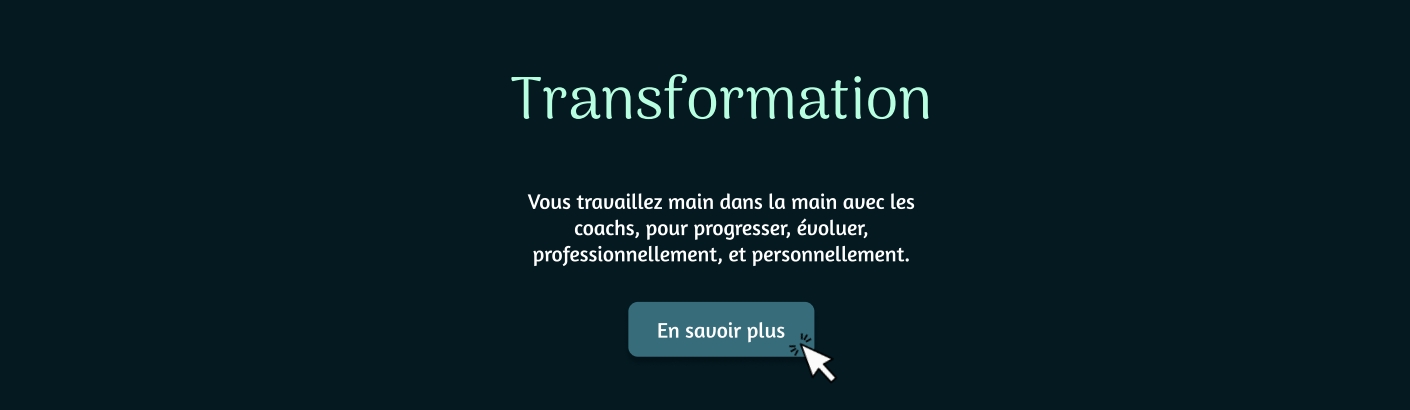 Transformation
Vous travaillez main dans la main avec les
coachs, pour progresser, évoluer,
professionnellement, et personnellement.
En savoir plus